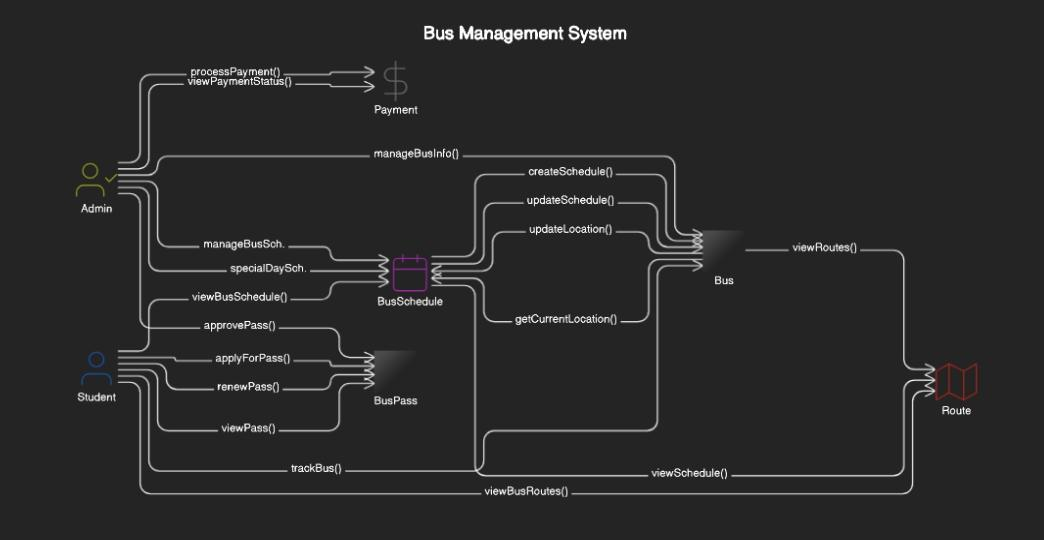 Bus Management System
processPayment()
viewPaymentStatus()
Payment
manageBusInfo()
createSchedule()
Admin
updateSchedule()
updateLocation()
manageBusSch.
viewRoutes()
specialDaySch.
Bus
viewBusSchedule()
BusSchedule
getCurrentLocation()
approvePass()
applyForPass()
renewPass()
Student
BusPass
Route
viewPass()
trackBus()
viewSchedule()
viewBusRoutes()